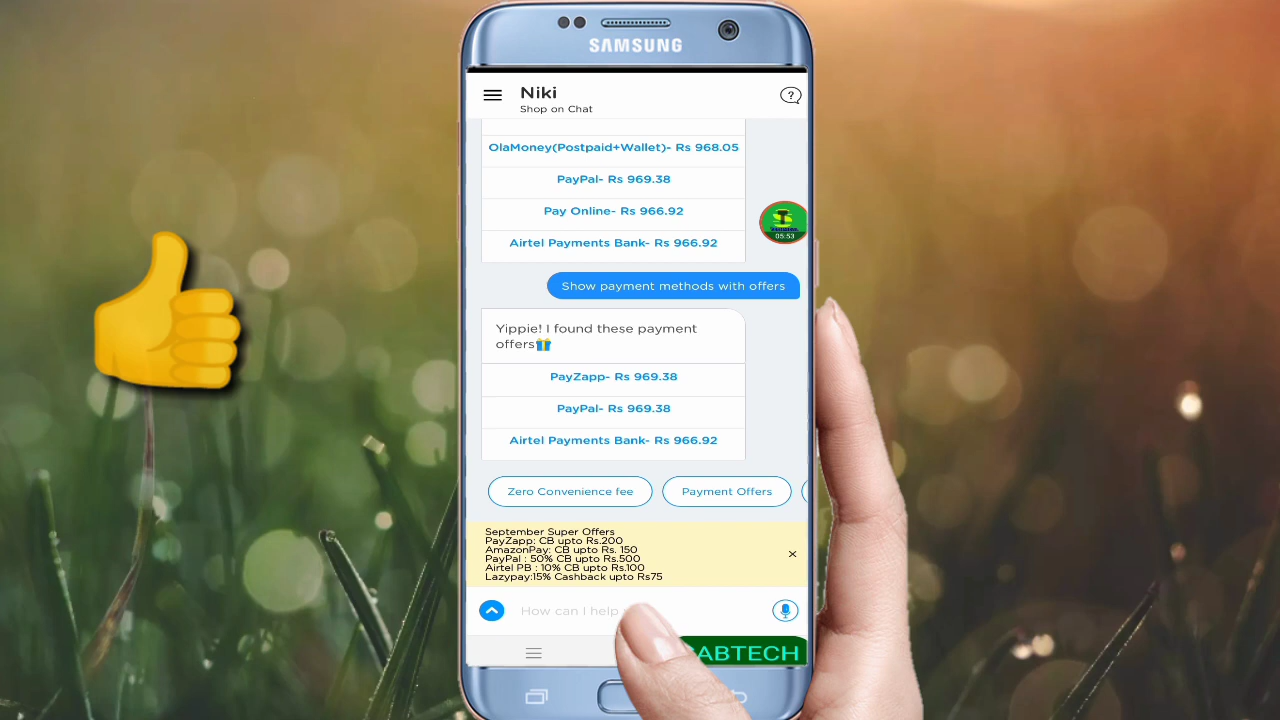 SAMSUNG
Niki
Shop on Chat
?
OlaMoney(Postpaid+Wallet)- Rs 968.05
PayPal- Rs 969.38
Pay Online- Rs 966.92
Airtel Payments Bank- Rs 966.92
05:53
Show payment methods with offers
Yippie! I found these payment
offers
PayZapp- Rs 969.38
PayPal- Rs 969.38
Airtel Payments Bank- Rs 966.92
Zero Convenience fee
Payment Offers
September Super Offers
PayZapp: CB upto Rs.200
AmazonPay: CB upto Rs. 150
PayPal : 50% CB upto Rs.500
Airtel PB : 10% CB upto Rs.100
Lazypay:15% Cashback upto Rs75
How can I help
ABTECH